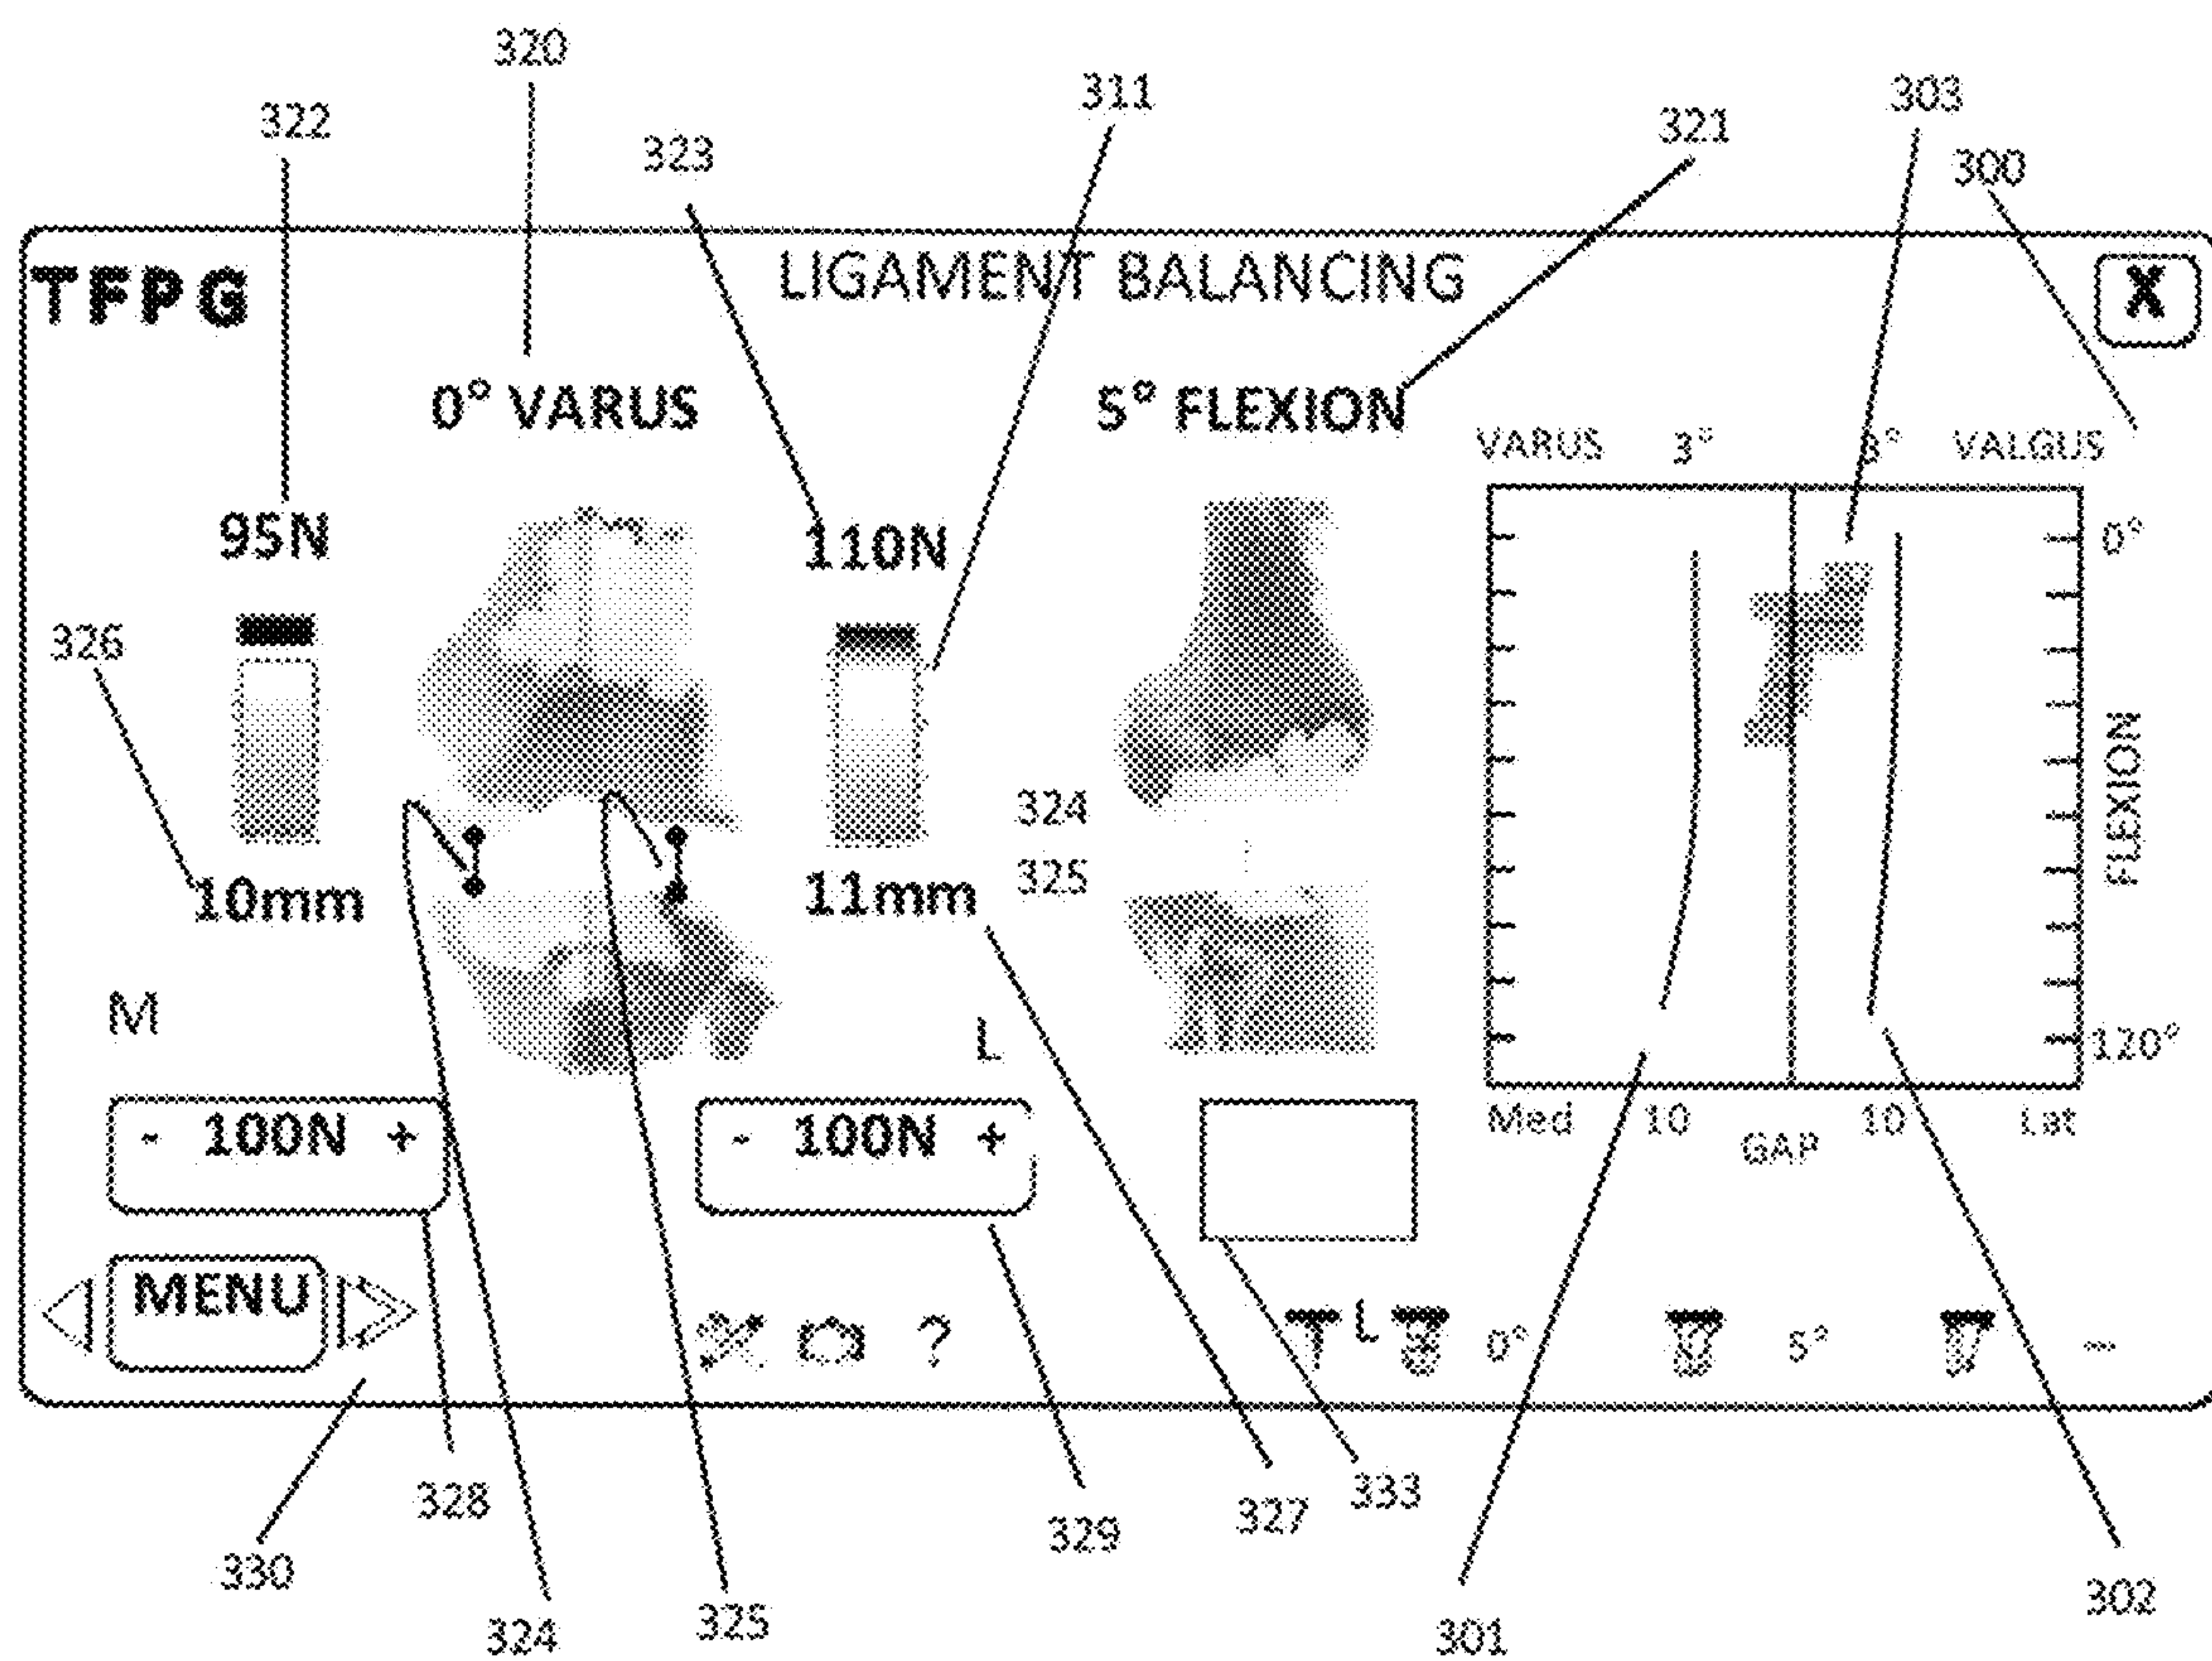 320
311
303
322
321
323
300
LIGAMENT BALANCING
TFPG
X
0° VARUS
5° FLEXION
VARUS 3° 3° VALGUS
95N
110N
0°
326
324
FLEXION
325
10mm
11mm
M
L
120°
- 100N +
- 100N +
Med 10 10 Lat
GAP
MENU
?
L 0° 5° ---
328
333
327
329
330
302
324
325
301